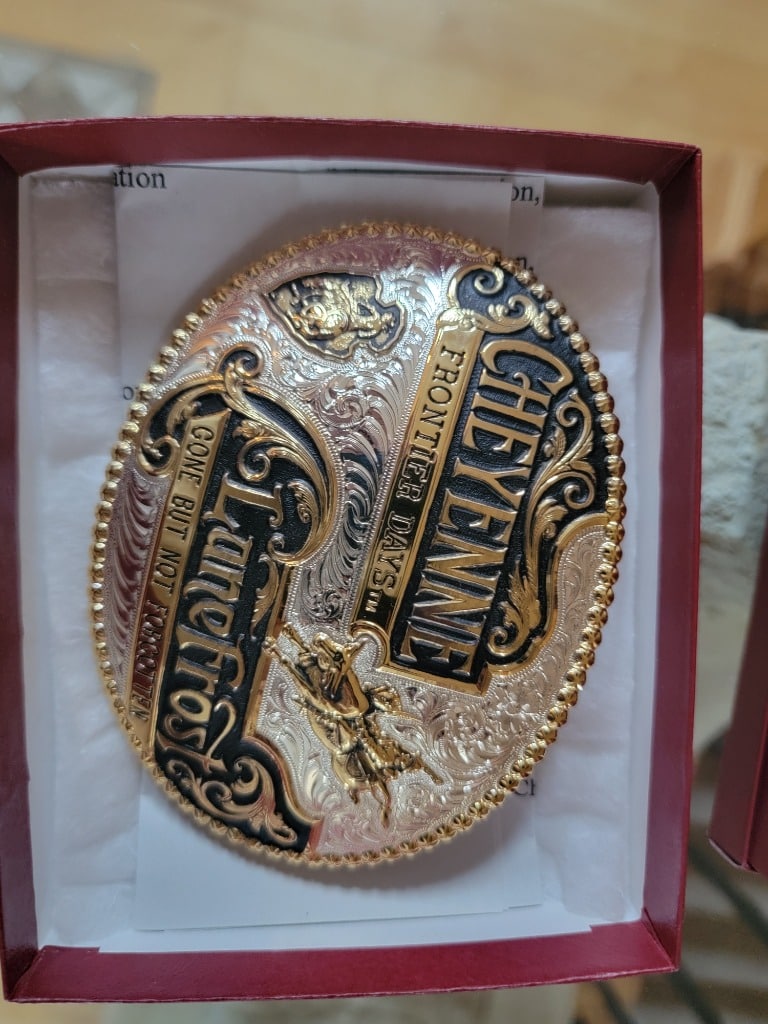 CHEYENNE
FRONTIER DAYS™
Lane Frost
GONE BUT NOT FORGOTTEN
ation
on,